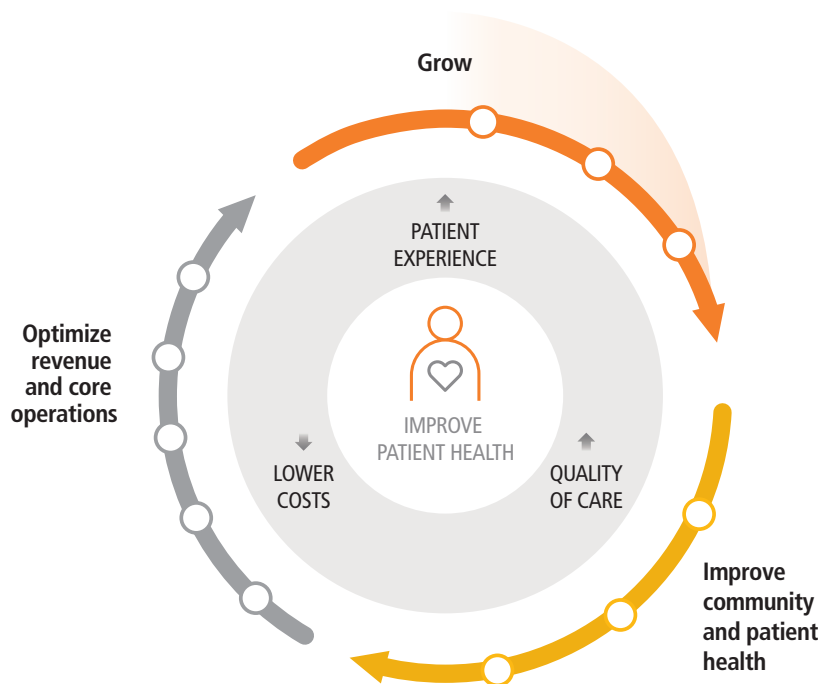 Grow
PATIENT
EXPERIENCE
Optimize
revenue
and core
operations
IMPROVE
PATIENT HEALTH
LOWER
COSTS
QUALITY
OF CARE
Improve
community
and patient
health